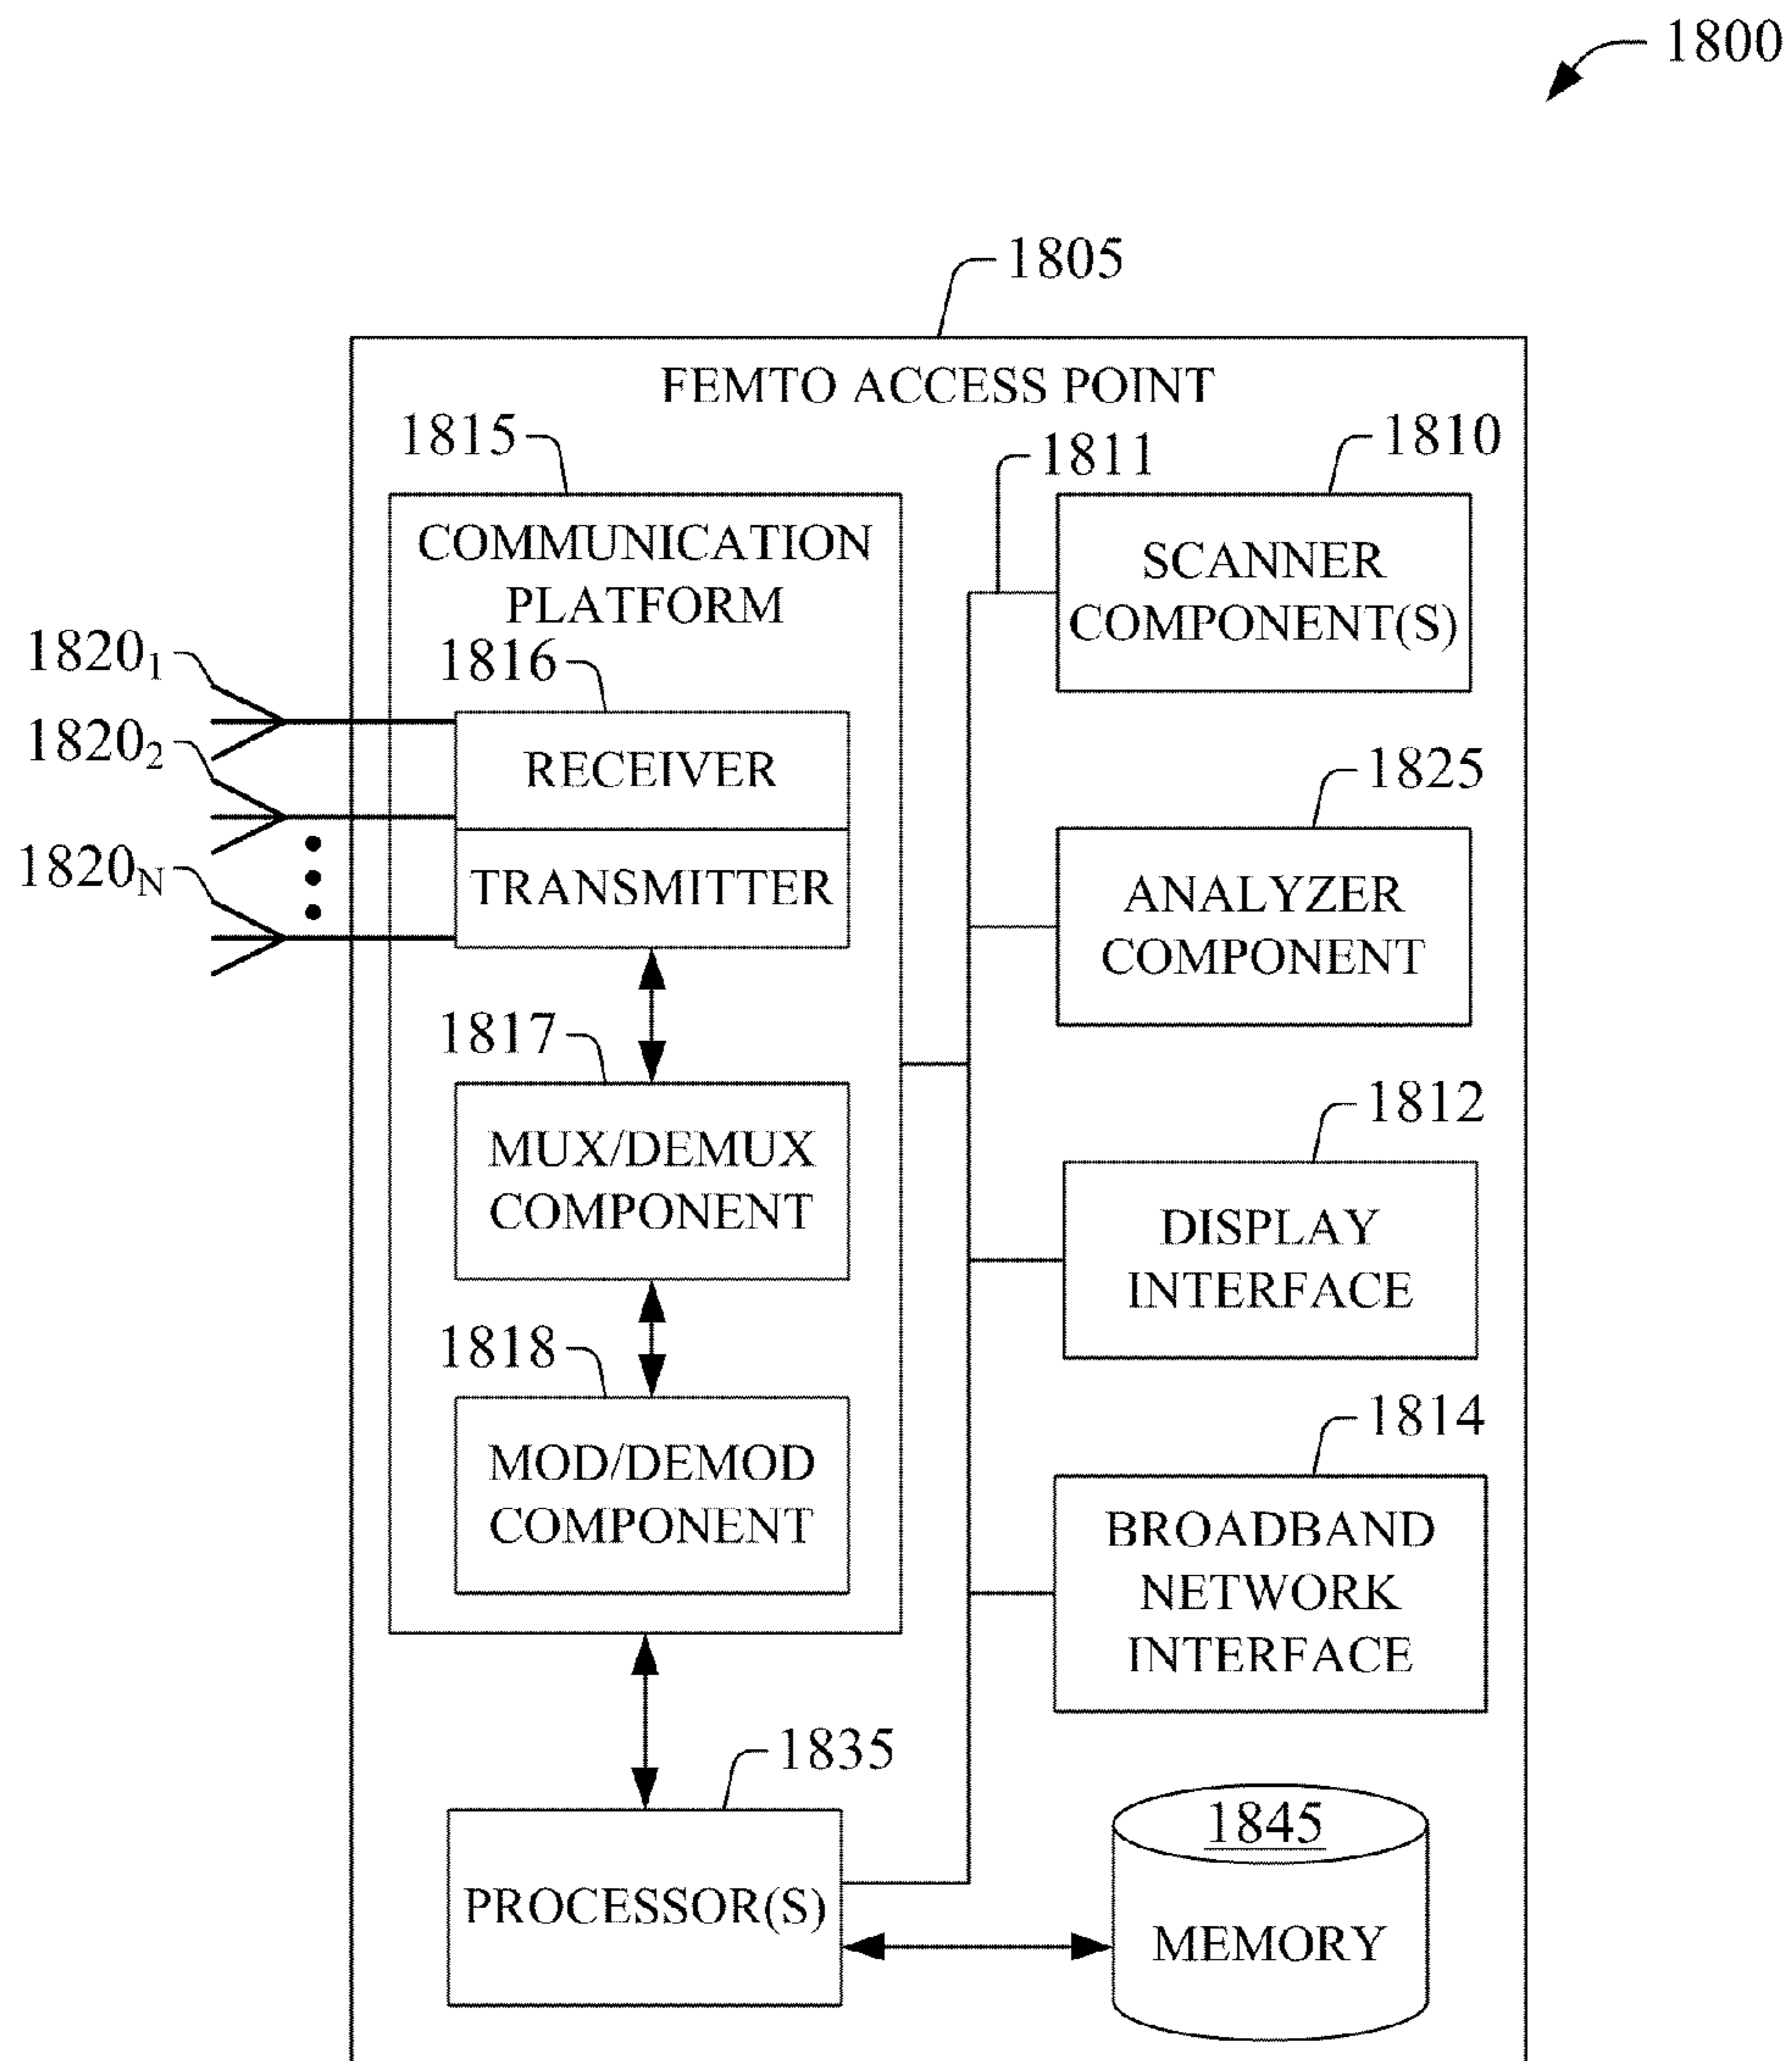 1800
1805
FEMTO ACCESS POINT
1815
COMMUNICATION
PLATFORM
1811
1810
SCANNER
COMPONENT(S)
1820₁
1820₂
1820N
1816
RECEIVER
TRANSMITTER
1825
ANALYZER
COMPONENT
1817
MUX/DEMUX
COMPONENT
1812
DISPLAY
INTERFACE
1818
MOD/DEMOD
COMPONENT
1814
BROADBAND
NETWORK
INTERFACE
1835
PROCESSOR(S)
1845
MEMORY